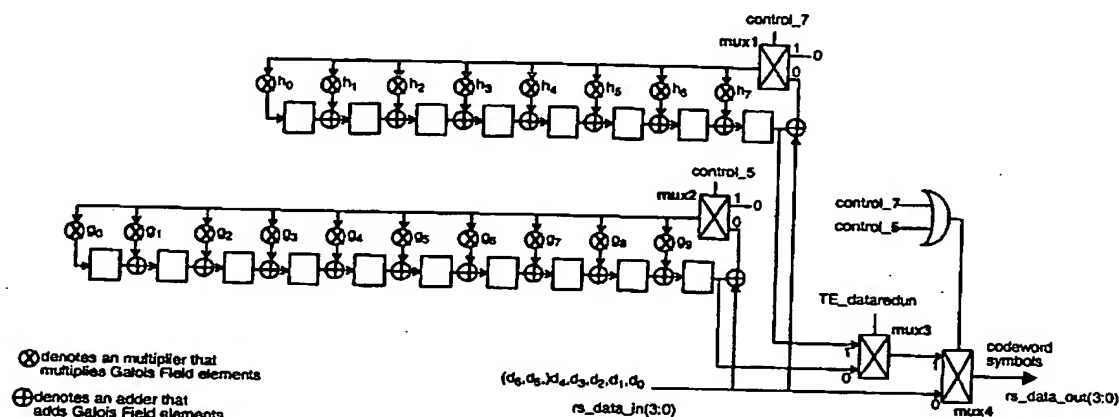 control_7
mux1
1
0
0
h0
h1
h2
h3
h4
h5
h6
h7
control_5
mux2
1
0
0
g0
g1
g2
g3
g4
g5
g6
g7
g8
g9
control_7
control_5
TE_dataredun
mux3
1
0
codeword
symbols
1
0
mux4
rs_data_out(3:0)
(d6,d5,)d4,d3,d2,d1,d0
rs_data_in(3:0)
denotes an multiplier that
multiplies Galois Field elements
denotes an adder that
adds Galois Field elements